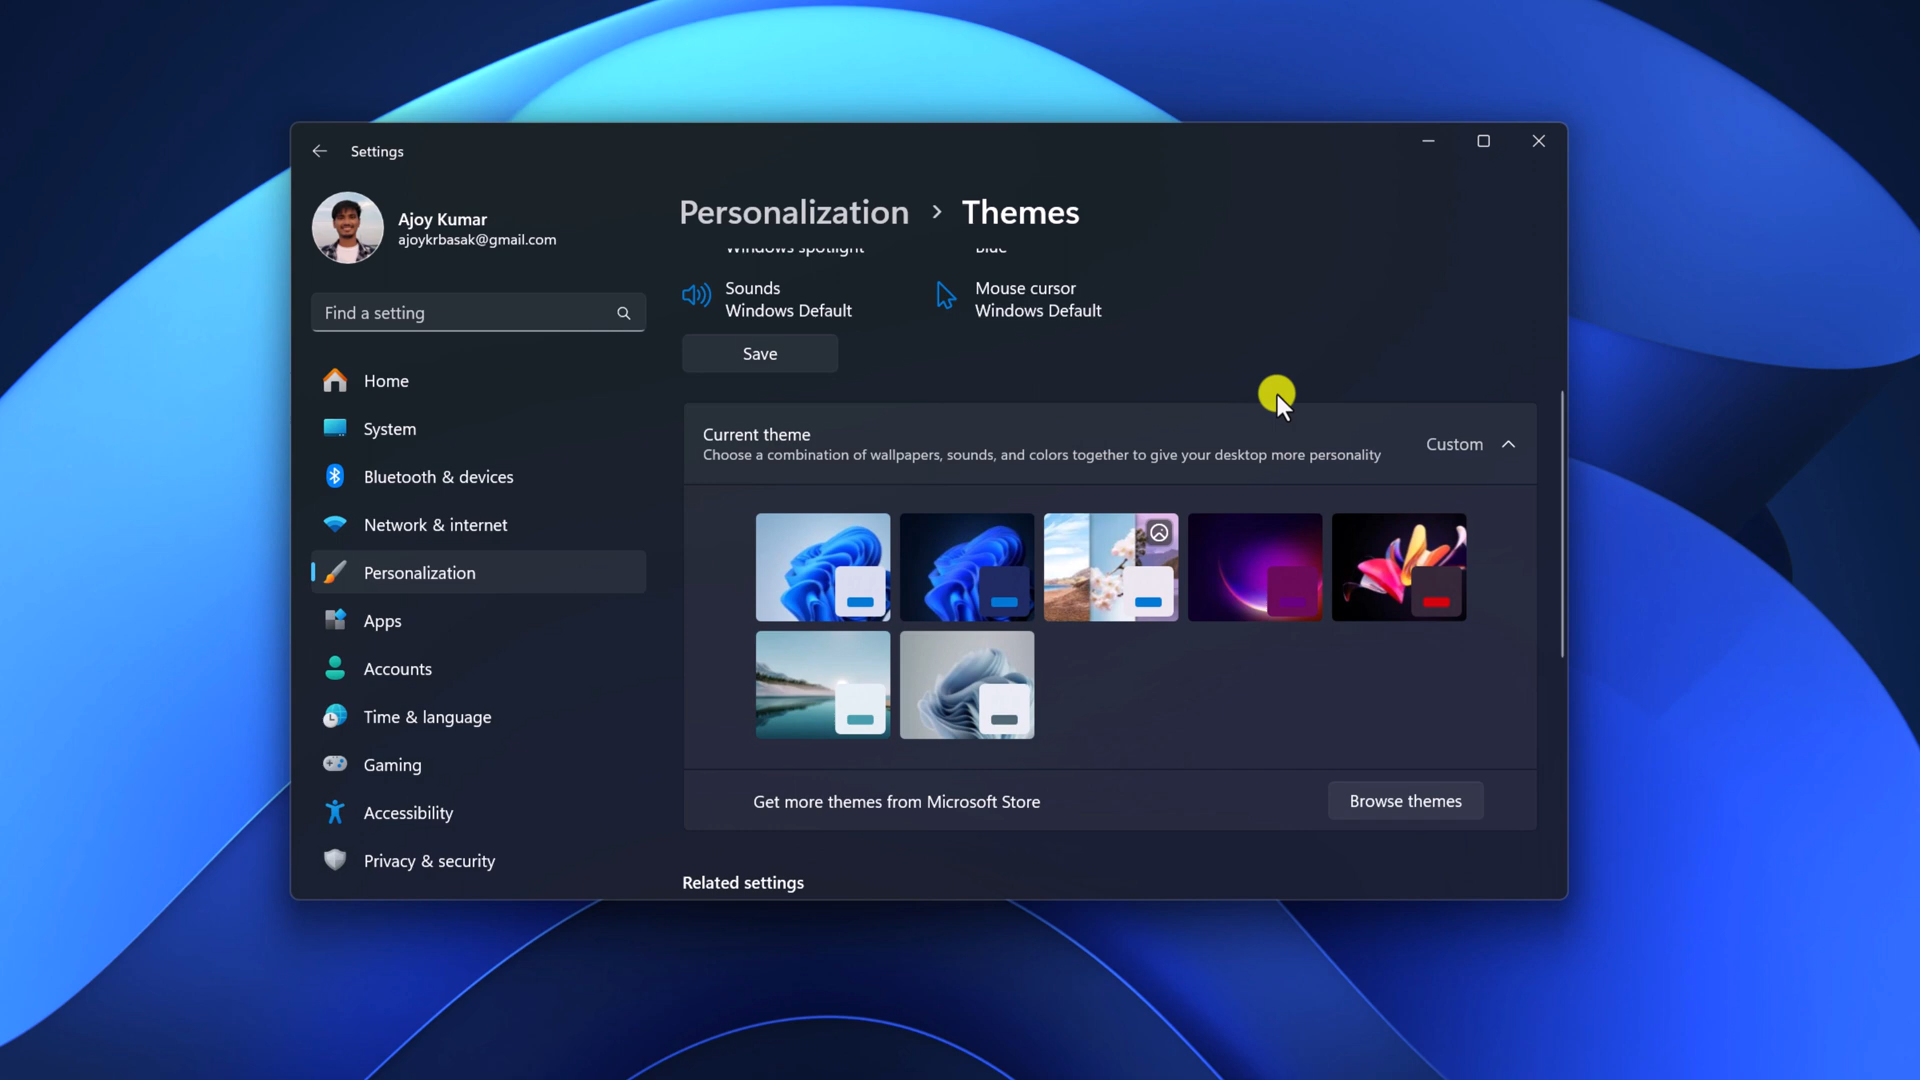 Settings
Ajoy Kumar
ajoykrbasak@gmail.com
Find a setting
Home
System
Bluetooth & devices
Network & internet
Personalization
Apps
Accounts
Time & language
Gaming
Accessibility
Privacy & security
Personalization > Themes
Windows spotlight
Blue
Sounds
Windows Default
Mouse cursor
Windows Default
Save
Current theme
Choose a combination of wallpapers, sounds, and colors together to give your desktop more personality
Custom
Get more themes from Microsoft Store
Browse themes
Related settings